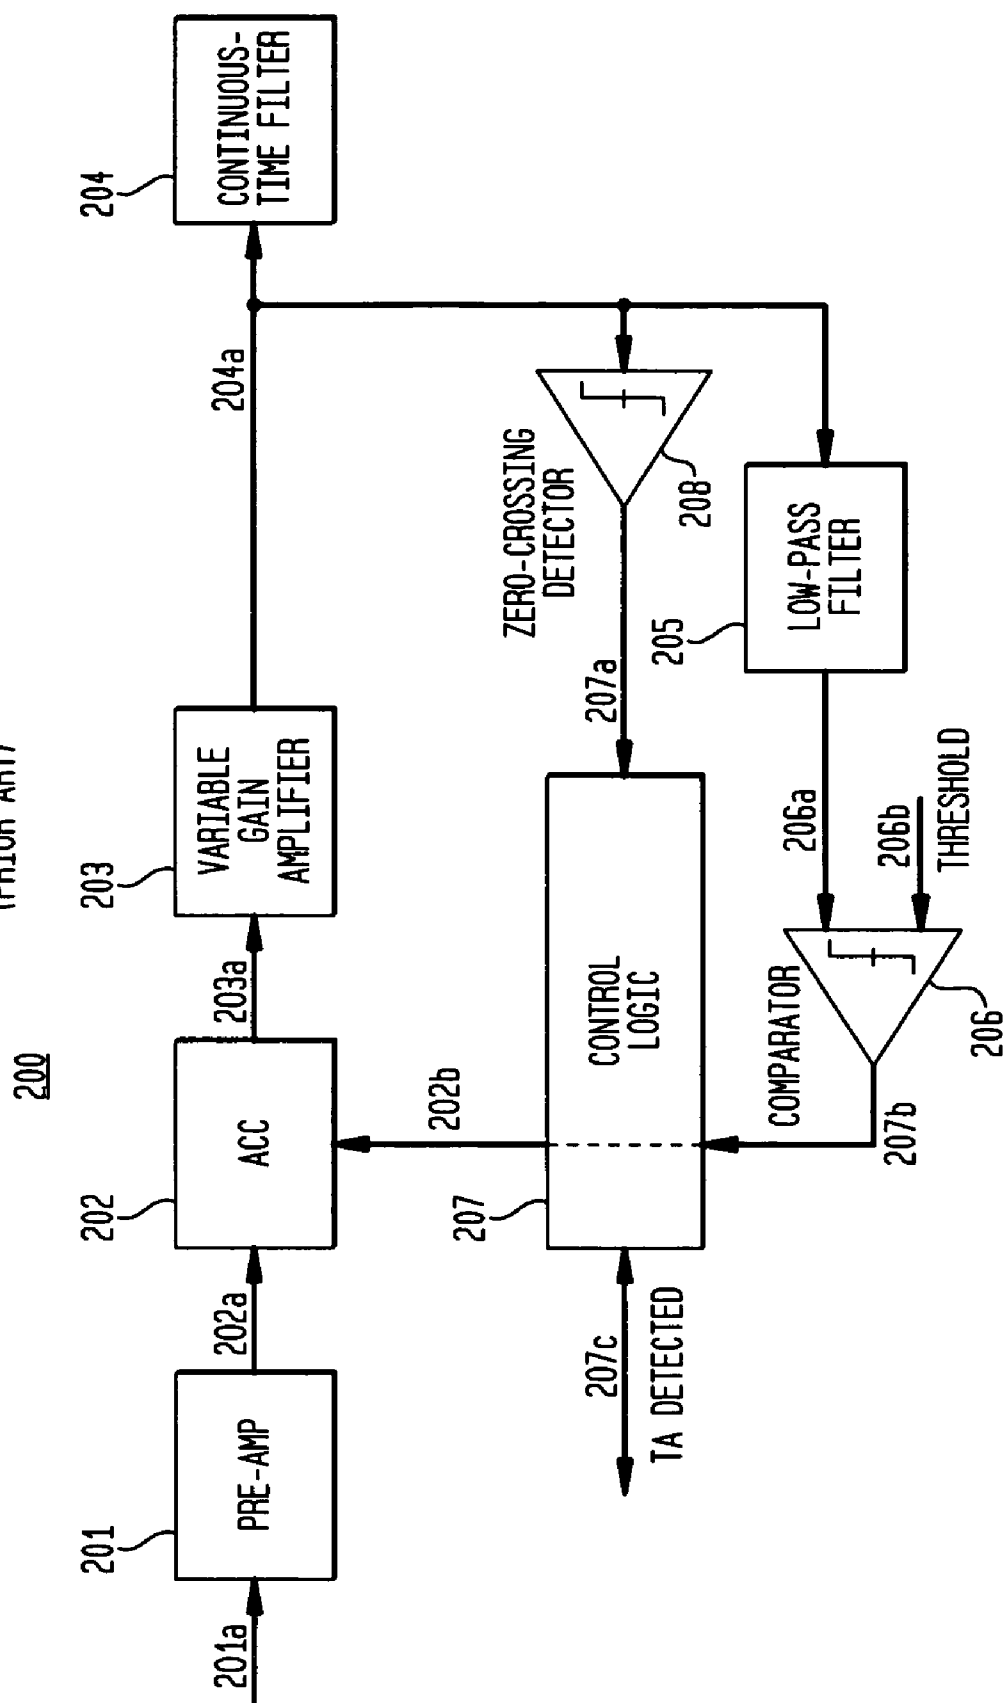 (PRIOR ART)
200
201a
201
PRE-AMP
202a
202
ACC
203a
203
VARIABLE
GAIN
AMPLIFIER
204a
204
CONTINUOUS-
TIME FILTER
202b
207
CONTROL
LOGIC
207a
ZERO-CROSSING
DETECTOR
208
207c
TA DETECTED
207b
COMPARATOR
206
206a
206b
THRESHOLD
205
LOW-PASS
FILTER